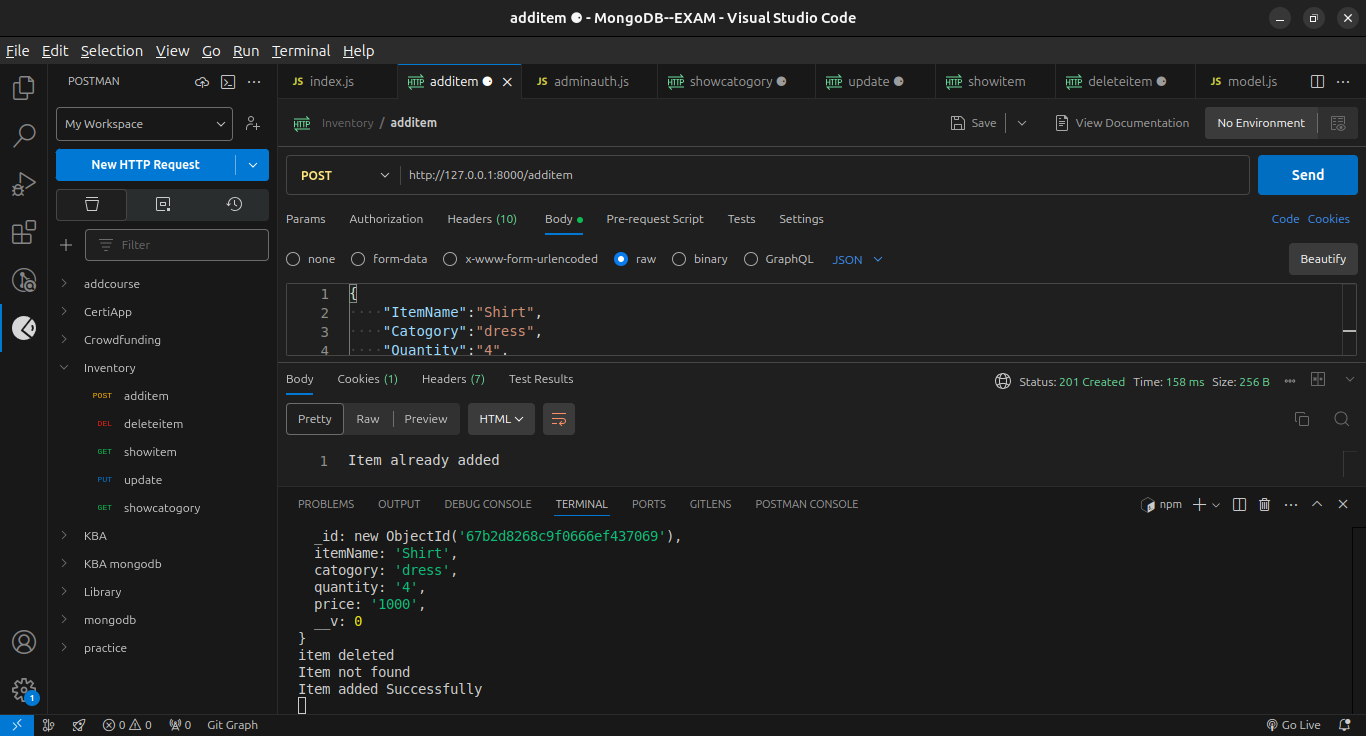 additem ● - MongoDB--EXAM - Visual Studio Code
File Edit Selection View Go Run Terminal Help
POSTMAN
index.js additem adminauth.js showcatogory update showitem deleteitem model.js
My Workspace
Inventory / additem
Save View Documentation No Environment
New HTTP Request
POST http://127.0.0.1:8000/additem Send
Params Authorization Headers (10) Body Pre-request Script Tests Settings Code Cookies
Filter
none form-data x-www-form-urlencoded raw binary GraphQL JSON Beautify
addcourse
CertiApp
Crowdfunding
Inventory
POST additem
DEL deleteitem
GET showitem
PUT update
GET showcatogory
KBA
KBA mongodb
Library
mongodb
practice
1 {
2 "ItemName":"Shirt",
3 "Catogory":"dress",
4 "Quantity":"4",
Body Cookies (1) Headers (7) Test Results Status: 201 Created Time: 158 ms Size: 256 B
Pretty Raw Preview HTML
1 Item already added
PROBLEMS OUTPUT DEBUG CONSOLE TERMINAL PORTS GITLENS POSTMAN CONSOLE npm
_id: new ObjectId('67b2d8268c9f0666ef437069'),
itemName: 'Shirt',
catogory: 'dress',
quantity: '4',
price: '1000',
__v: 0
}
item deleted
Item not found
Item added Successfully
1
0 0 0 Git Graph Go Live